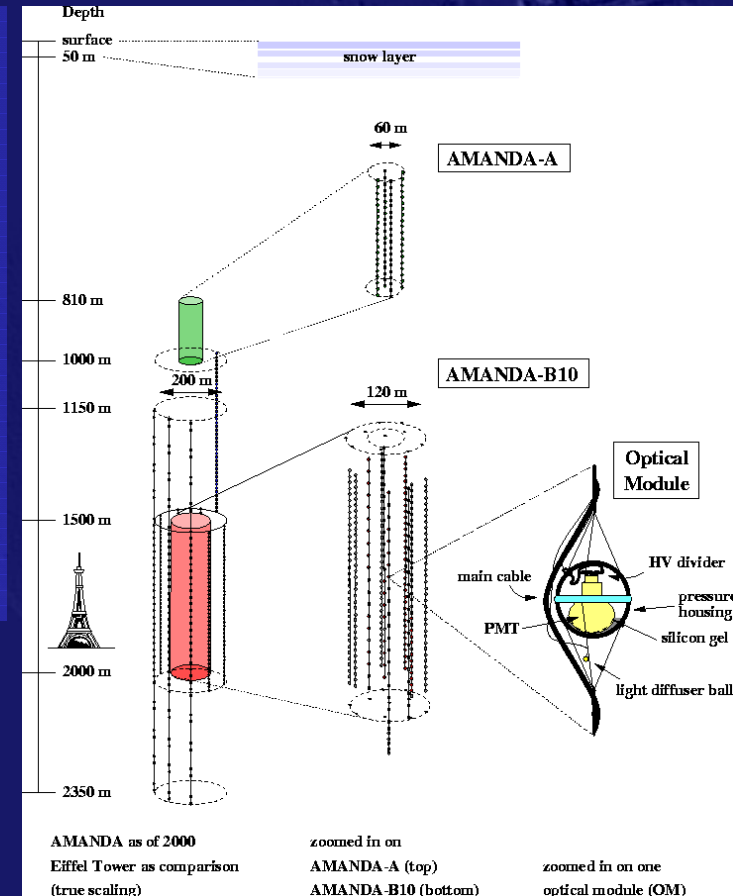 Depth
surface
50 m
snow layer
60 m
AMANDA-A
810 m
1000 m
200 m
AMANDA-B10
1150 m
120 m
Optical
Module
1500 m
HV divider
main cable
pressure
housing
PMT
silicon gel
2000 m
light diffuser ball
2350 m
AMANDA as of 2000
Eiffel Tower as comparison
(true scaling)
zoomed in on
AMANDA-A (top)
AMANDA-B10 (bottom)
zoomed in on one
optical module (OM)